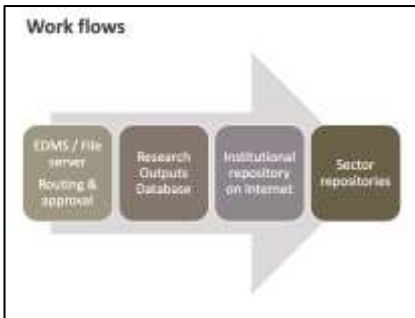 Work flows
EDMS / File
server
Routing &
approval
Research
Outputs
Database
Institutional
repository
on Internet
Sector
repositories